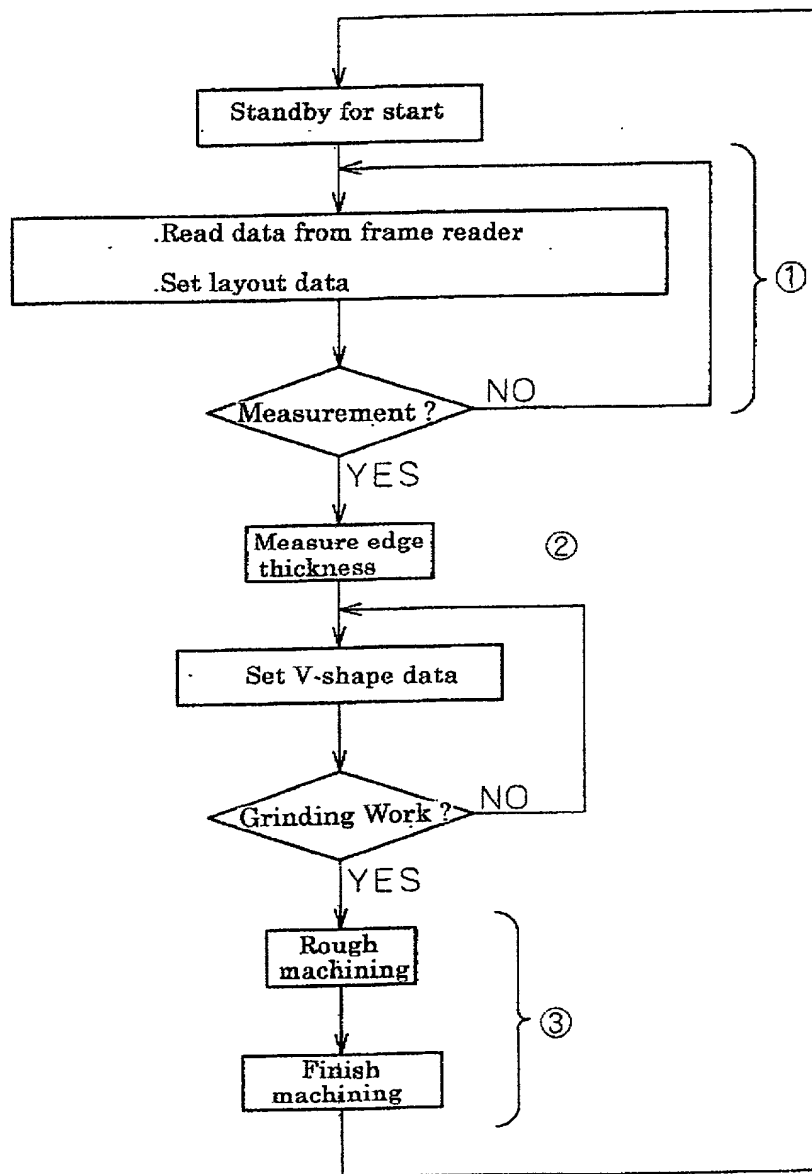 Standby for start
.Read data from frame reader
.Set layout data
①
Measurement ?
NO
YES
Measure edge
thickness
②
Set V-shape data
Grinding Work ?
NO
YES
Rough
machining
③
Finish
machining